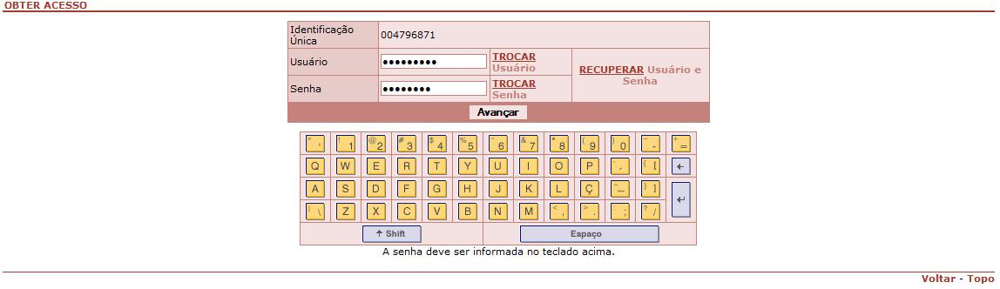 OBTER ACESSO
Identificação
Única
004796871
Usuário
•••••••••
TROCAR
Usuário
RECUPERAR Usuário e
Senha
Senha
••••••••
TROCAR
Senha
Avançar
" ' ! 1 @ 2 # 3 $ 4 % 5 ¨ 6 & 7 * 8 ( 9 ) 0 _ - + =
Q W E R T Y U I O P ` ´ { [ ←
A S D F G H J K L Ç ^ ~ } ] ↵
| \ Z X C V B N M < , > . : ; ? /
↑ Shift Espaço
A senha deve ser informada no teclado acima.
Voltar - Topo